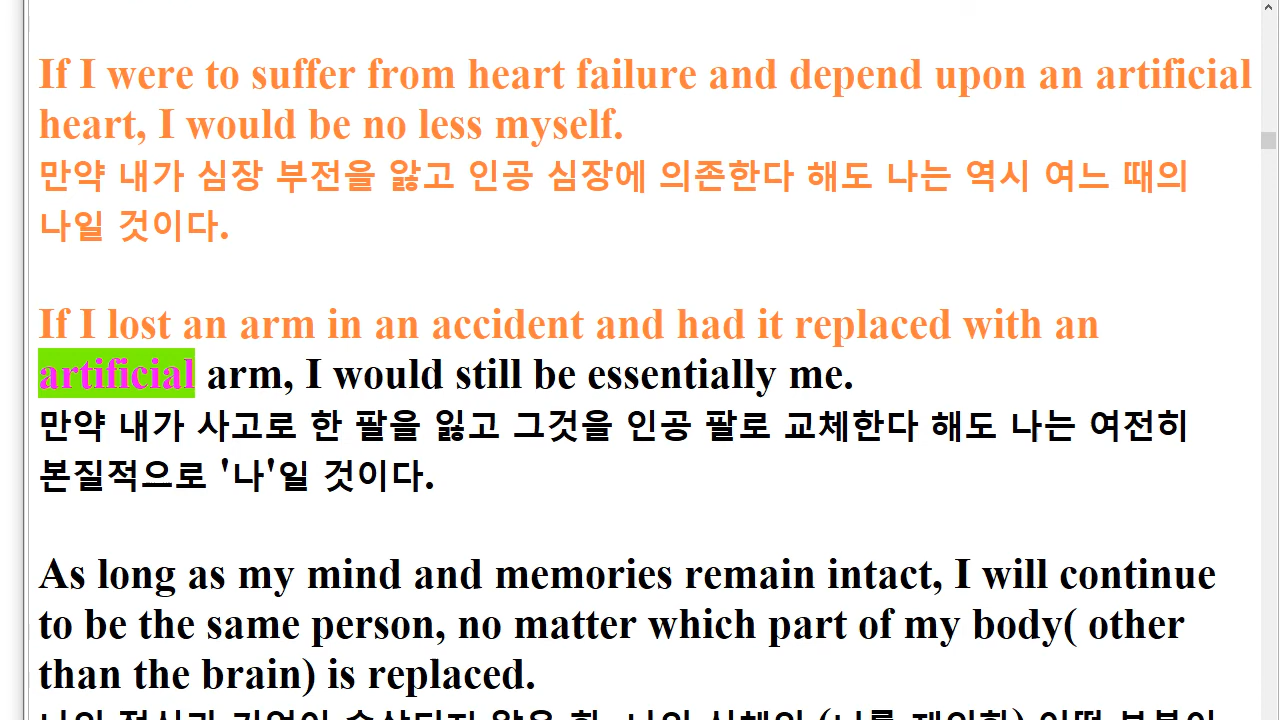 If I were to suffer from heart failure and depend upon an artificial
heart, I would be no less myself.
만약 내가 심장 부전을 앓고 인공 심장에 의존한다 해도 나는 역시 여느 때의
나일 것이다.
If I lost an arm in an accident and had it replaced with an
artificial arm, I would still be essentially me.
만약 내가 사고로 한 팔을 잃고 그것을 인공 팔로 교체한다 해도 나는 여전히
본질적으로 '나'일 것이다.
As long as my mind and memories remain intact, I will continue
to be the same person, no matter which part of my body( other
than the brain) is replaced.